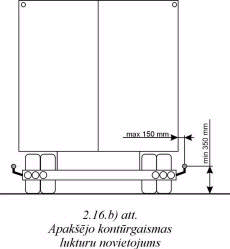 max 150 mm
min 350 mm
2.16.b) att.
Apakšējo kontūrgaismas
lukturu novietojums